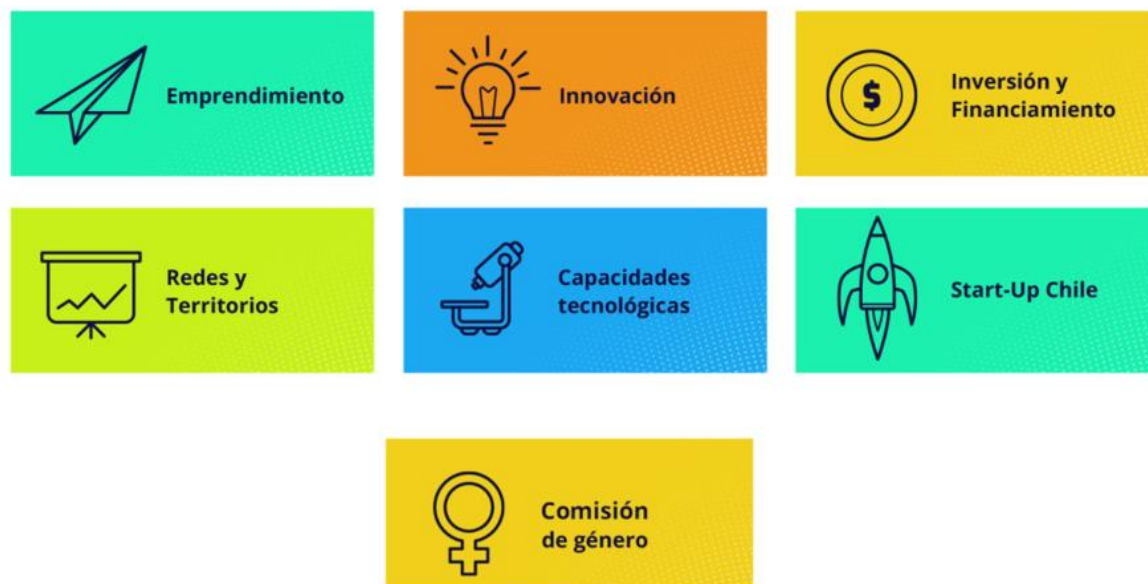 Emprendimiento
Innovación
$
Inversión y
Financiamiento
Redes y
Territorios
Capacidades
tecnológicas
Start-Up Chile
Comisión
de género